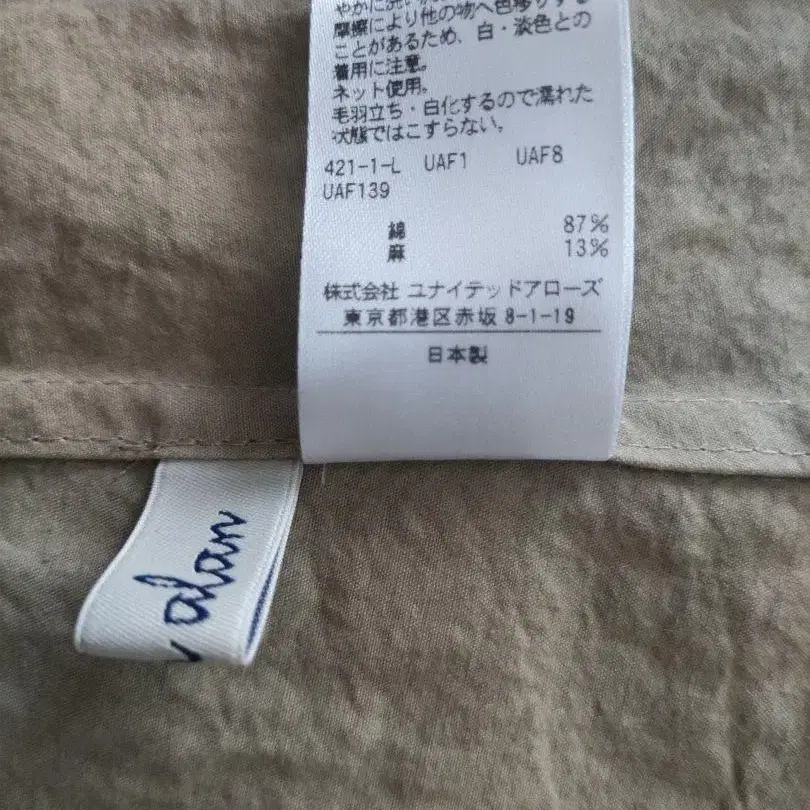 摩擦により他の物へ色移りする
ことがあるため、白・淡色との
着用に注意。
ネット使用。
毛羽立ち・白化するので濡れた
状態ではこすらない。
421-1-L UAF1 UAF8
UAF139
綿 87%
麻 13%
株式会社 ユナイテッドアローズ
東京都港区赤坂 8-1-19
日本製
alan